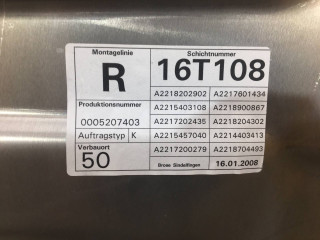 Montagelinie Schichtnummer
R 16T108
A2218202902 A2217601434
Produktionsnummer A2215403108 A2218900867
0005207403 A2217202435 A2218204302
Auftragstyp K A2215457040 A2214403413
Verbauort
50 A2217200279 A2218704493
Brose Sindelfingen 16.01.2008